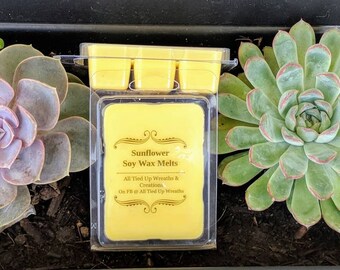 Sunflower
Soy Wax Melts
All Tied Up Wreaths &
Creations
On FB @ All Tied Up Wreaths